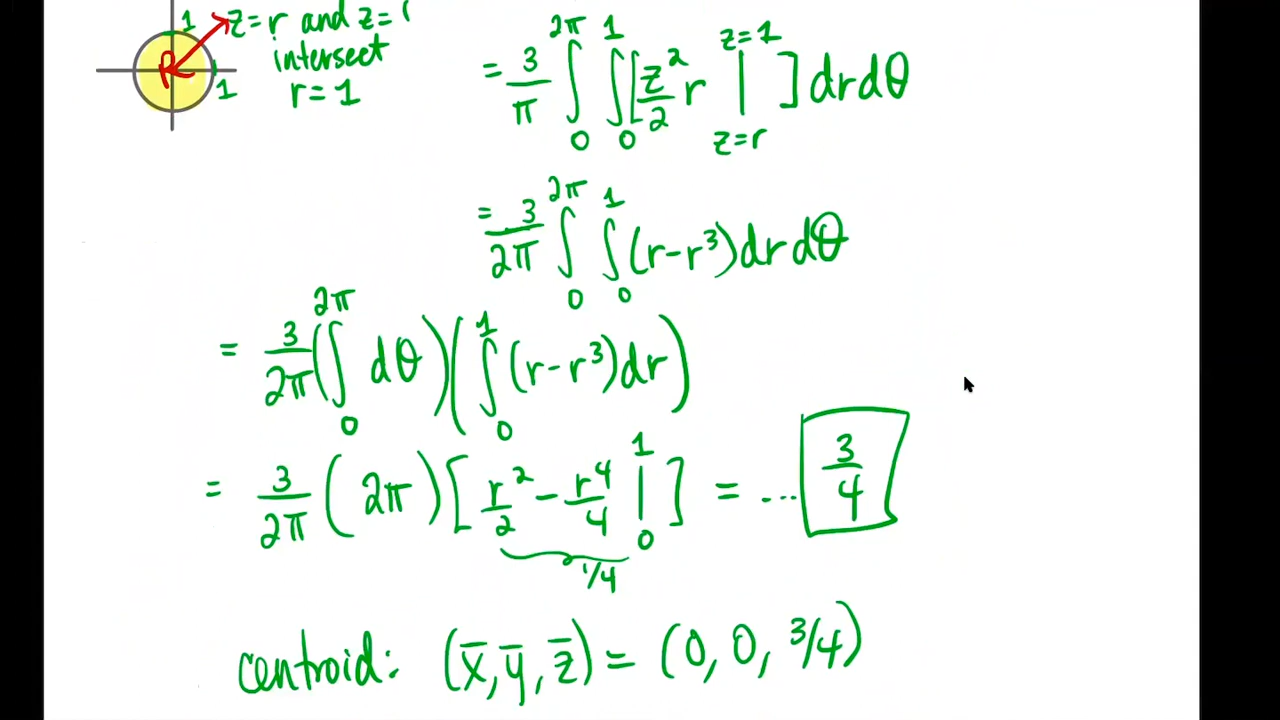 1 z=r and z=1
intersect
1 r=1
R
= 3/π ∫₀^2π ∫₀^1 [z²/2 r |_{z=r}^{z=1}] dr dθ
= 3/2π ∫₀^2π ∫₀^1 (r-r³) dr dθ
= 3/2π (∫₀^2π dθ)(∫₀^1 (r-r³) dr)
= 3/2π (2π) [r²/2 - r⁴/4 |₀^1] = ... 3/4
1/4
centroid: (x̄, ȳ, z̄) = (0, 0, 3/4)